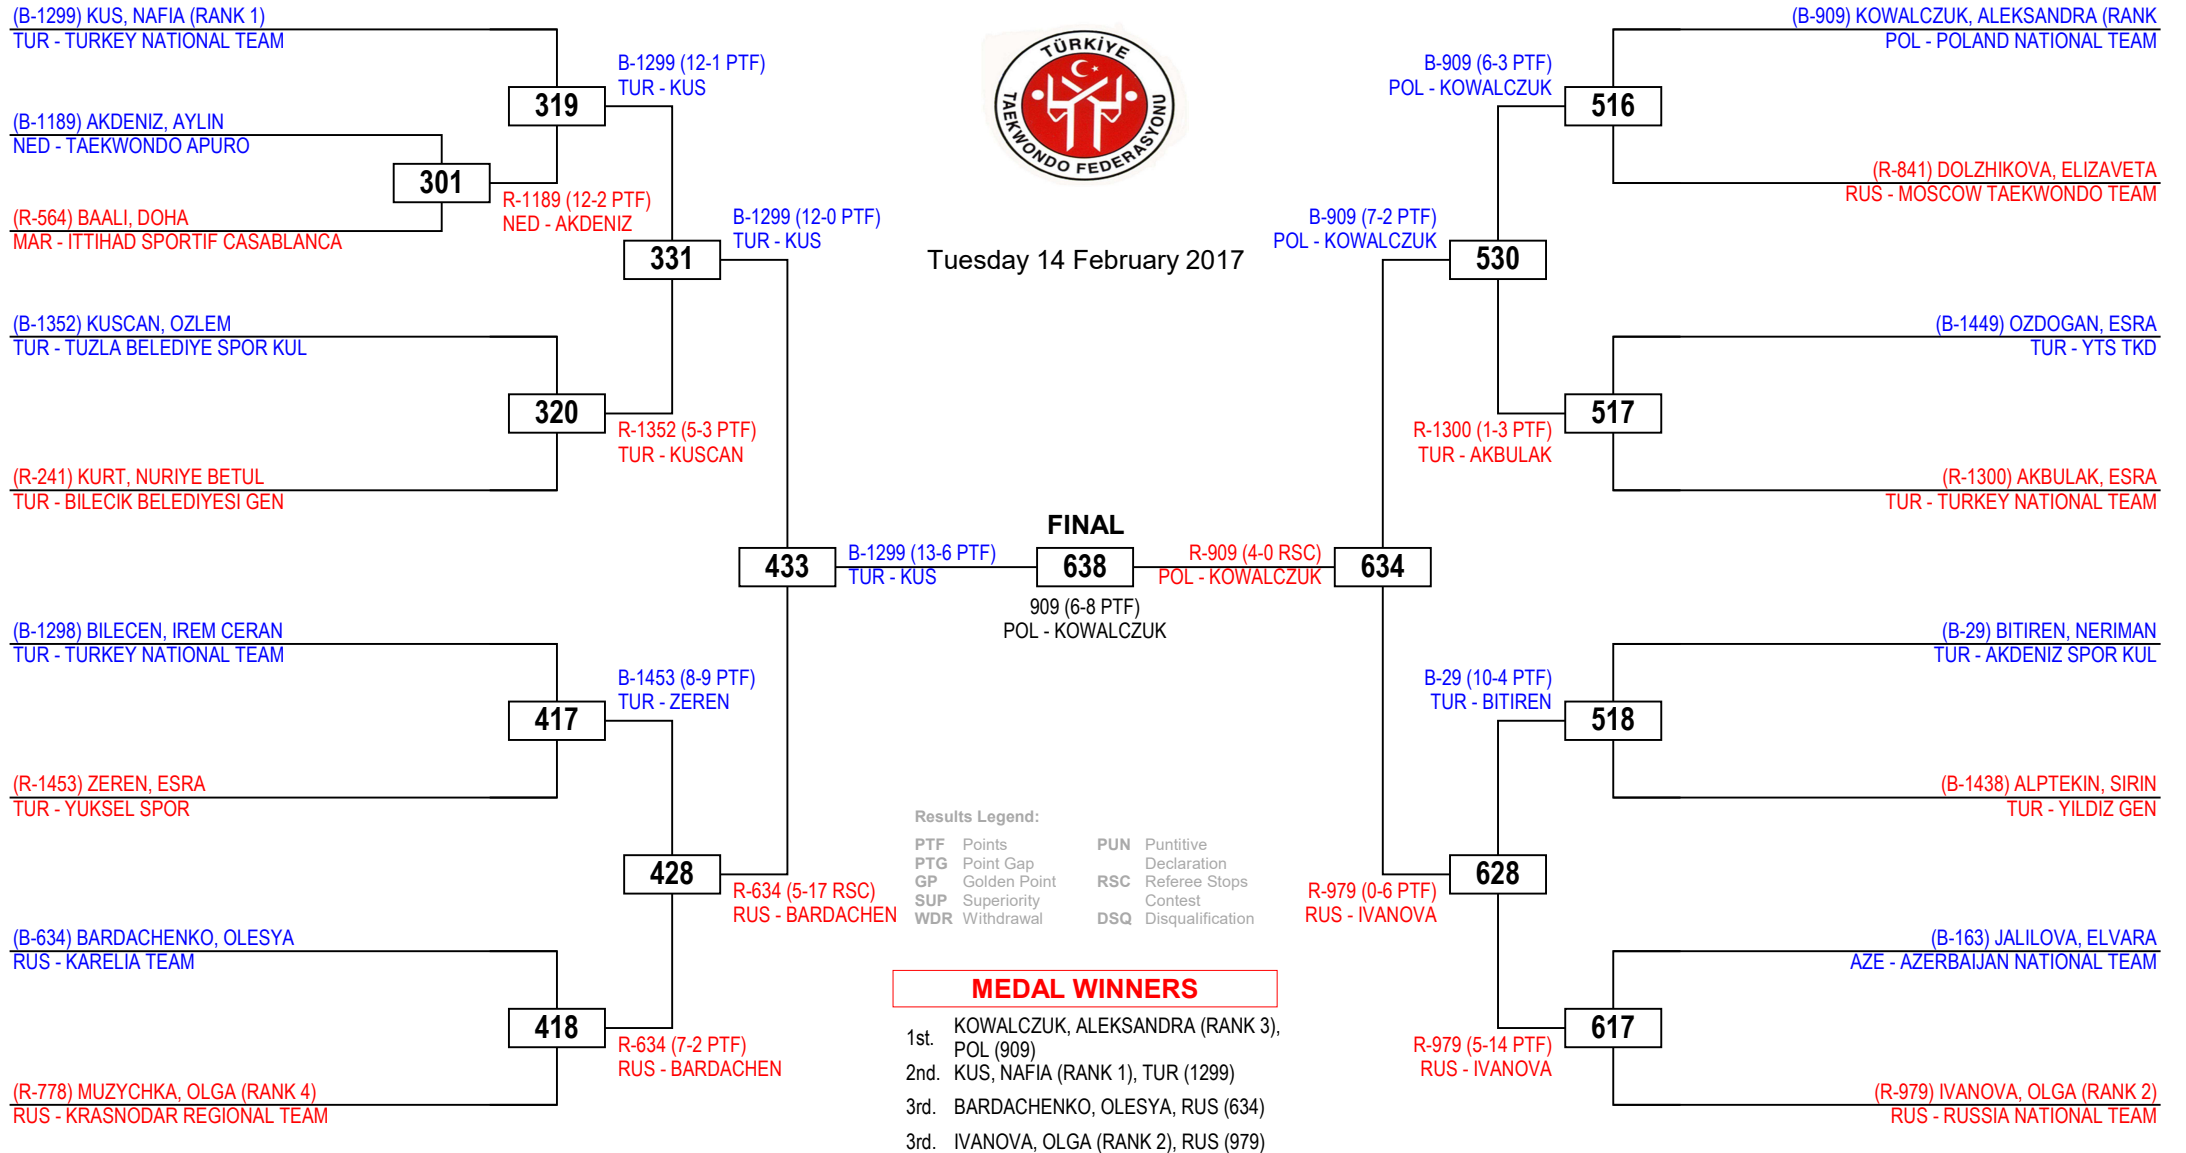 (B-1299) KUS, NAFIA (RANK 1)
TUR - TURKEY NATIONAL TEAM
B-1299 (12-1 PTF)
TUR - KUS
319
(B-1189) AKDENIZ, AYLIN
NED - TAEKWONDO APURO
301
R-1189 (12-2 PTF)
NED - AKDENIZ
(R-564) BAALI, DOHA
MAR - ITTIHAD SPORTIF CASABLANCA
B-1299 (12-0 PTF)
TUR - KUS
331
(B-1352) KUSCAN, OZLEM
TUR - TUZLA BELEDIYE SPOR KUL
320
R-1352 (5-3 PTF)
TUR - KUSCAN
(R-241) KURT, NURIYE BETUL
TUR - BILECIK BELEDIYESI GEN
433
B-1299 (13-6 PTF)
TUR - KUS
(B-1298) BILECEN, IREM CERAN
TUR - TURKEY NATIONAL TEAM
B-1453 (8-9 PTF)
TUR - ZEREN
417
(R-1453) ZEREN, ESRA
TUR - YUKSEL SPOR
428
R-634 (5-17 RSC)
RUS - BARDACHEN
(B-634) BARDACHENKO, OLESYA
RUS - KARELIA TEAM
418
R-634 (7-2 PTF)
RUS - BARDACHEN
(R-778) MUZYCHKA, OLGA (RANK 4)
RUS - KRASNODAR REGIONAL TEAM
TÜRKİYE
TAEKWONDO FEDERASYONU
Tuesday 14 February 2017
FINAL
638
909 (6-8 PTF)
POL - KOWALCZUK
(B-909) KOWALCZUK, ALEKSANDRA (RANK
POL - POLAND NATIONAL TEAM
B-909 (6-3 PTF)
POL - KOWALCZUK
516
(R-841) DOLZHIKOVA, ELIZAVETA
RUS - MOSCOW TAEKWONDO TEAM
B-909 (7-2 PTF)
POL - KOWALCZUK
530
(B-1449) OZDOGAN, ESRA
TUR - YTS TKD
517
R-1300 (1-3 PTF)
TUR - AKBULAK
(R-1300) AKBULAK, ESRA
TUR - TURKEY NATIONAL TEAM
R-909 (4-0 RSC)
POL - KOWALCZUK
634
(B-29) BITIREN, NERIMAN
TUR - AKDENIZ SPOR KUL
B-29 (10-4 PTF)
TUR - BITIREN
518
(B-1438) ALPTEKIN, SIRIN
TUR - YILDIZ GEN
628
R-979 (0-6 PTF)
RUS - IVANOVA
(B-163) JALILOVA, ELVARA
AZE - AZERBAIJAN NATIONAL TEAM
617
R-979 (5-14 PTF)
RUS - IVANOVA
(R-979) IVANOVA, OLGA (RANK 2)
RUS - RUSSIA NATIONAL TEAM
Results Legend:
PTF Points
PTG Point Gap
GP Golden Point
SUP Superiority
WDR Withdrawal
PUN Puntitive
Declaration
RSC Referee Stops
Contest
DSQ Disqualification
MEDAL WINNERS
1st. KOWALCZUK, ALEKSANDRA (RANK 3),
POL (909)
2nd. KUS, NAFIA (RANK 1), TUR (1299)
3rd. BARDACHENKO, OLESYA, RUS (634)
3rd. IVANOVA, OLGA (RANK 2), RUS (979)